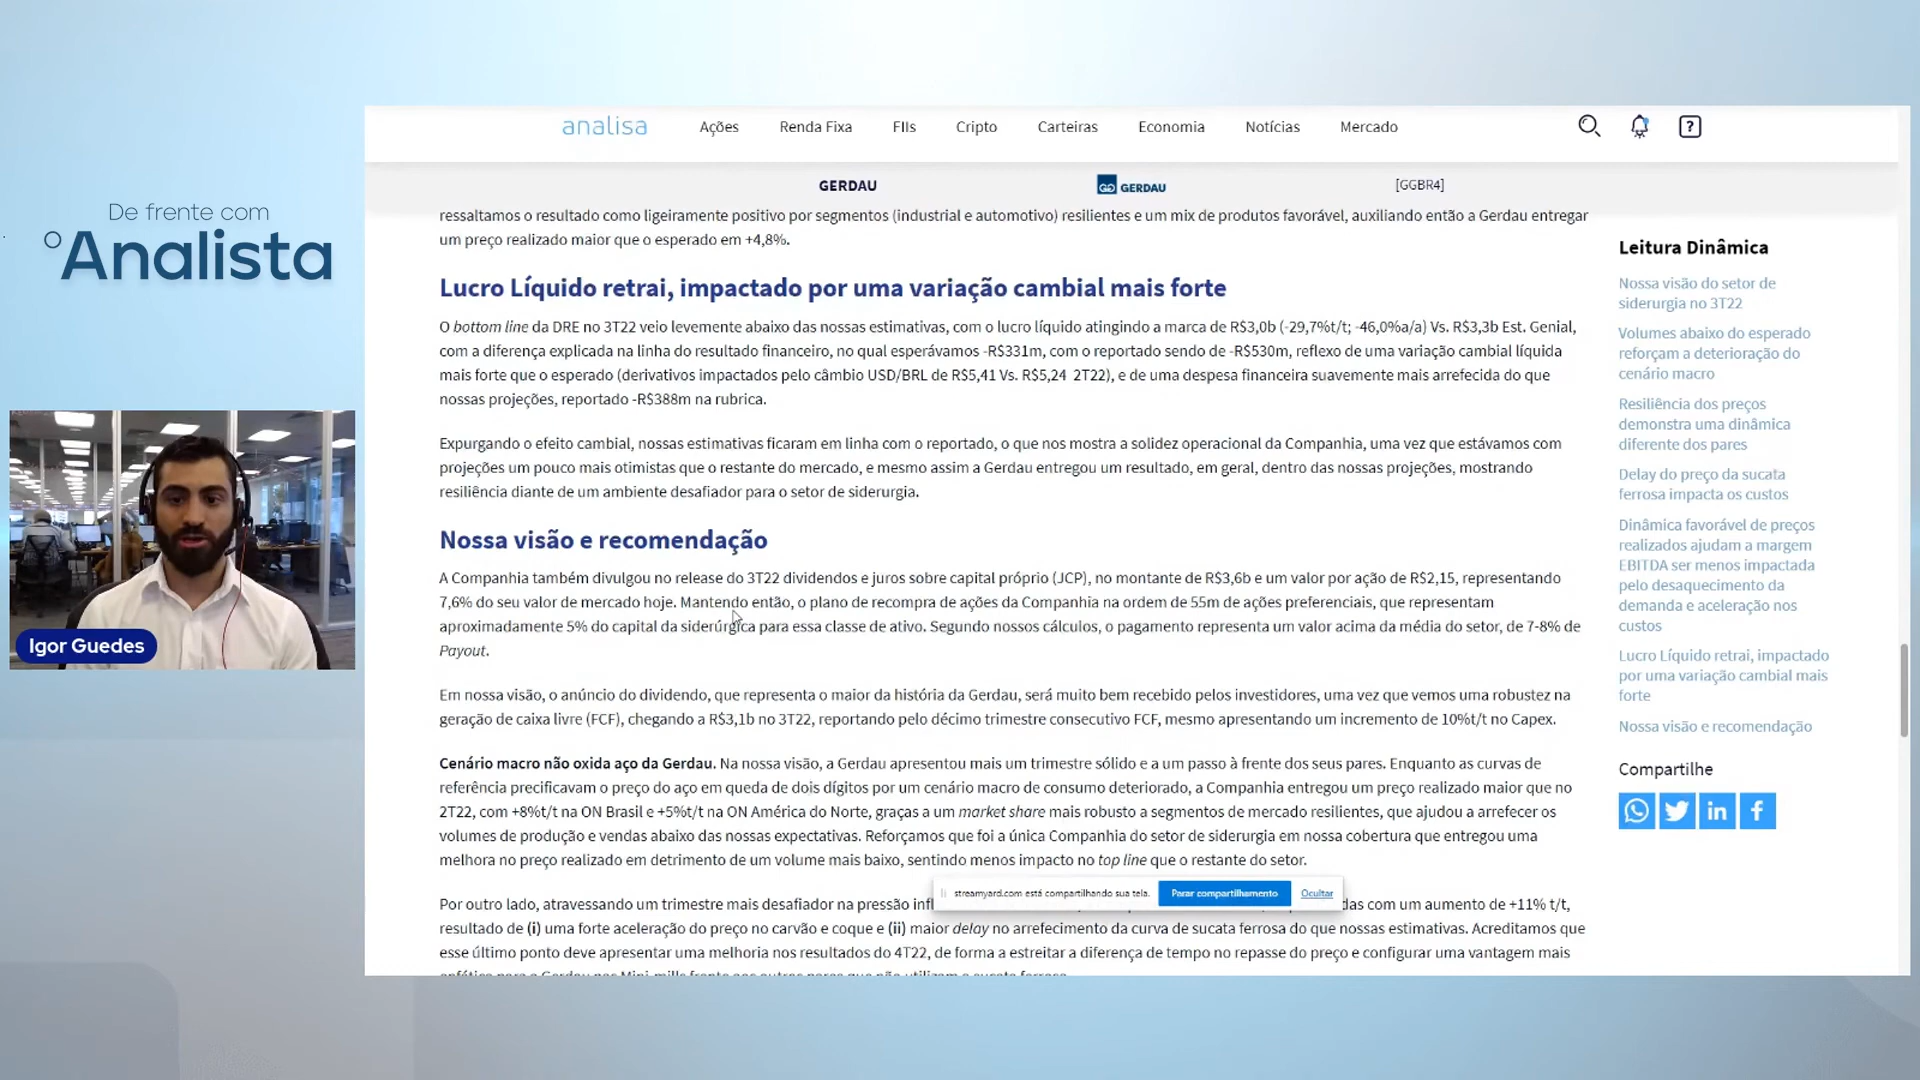 De frente com
Analista
Igor Guedes
analisa
Ações
Renda Fixa
FIIs
Cripto
Carteiras
Economia
Notícias
Mercado
?
GERDAU
GERDAU
[GGBR4]
ressaltamos o resultado como ligeiramente positivo por segmentos (industrial e automotivo) resilientes e um mix de produtos favorável, auxiliando então a Gerdau entregar
um preço realizado maior que o esperado em +4,8%.
Lucro Líquido retrai, impactado por uma variação cambial mais forte
O bottom line da DRE no 3T22 veio levemente abaixo das nossas estimativas, com o lucro líquido atingindo a marca de R$3,0b (-29,7%t/t; -46,0%a/a) Vs. R$3,3b Est. Genial,
com a diferença explicada na linha do resultado financeiro, no qual esperávamos -R$331m, com o reportado sendo de -R$530m, reflexo de uma variação cambial líquida
mais forte que o esperado (derivativos impactados pelo câmbio USD/BRL de R$5,41 Vs. R$5,24 2T22), e de uma despesa financeira suavemente mais arrefecida do que
nossas projeções, reportado -R$388m na rubrica.
Expurgando o efeito cambial, nossas estimativas ficaram em linha com o reportado, o que nos mostra a solidez operacional da Companhia, uma vez que estávamos com
projeções um pouco mais otimistas que o restante do mercado, e mesmo assim a Gerdau entregou um resultado, em geral, dentro das nossas projeções, mostrando
resiliência diante de um ambiente desafiador para o setor de siderurgia.
Nossa visão e recomendação
A Companhia também divulgou no release do 3T22 dividendos e juros sobre capital próprio (JCP), no montante de R$3,6b e um valor por ação de R$2,15, representando
7,6% do seu valor de mercado hoje. Mantendo então, o plano de recompra de ações da Companhia na ordem de 55m de ações preferenciais, que representam
aproximadamente 5% do capital da siderúrgica para essa classe de ativo. Segundo nossos cálculos, o pagamento representa um valor acima da média do setor, de 7-8% de
Payout.
Em nossa visão, o anúncio do dividendo, que representa o maior da história da Gerdau, será muito bem recebido pelos investidores, uma vez que vemos uma robustez na
geração de caixa livre (FCF), chegando a R$3,1b no 3T22, reportando pelo décimo trimestre consecutivo FCF, mesmo apresentando um incremento de 10%t/t no Capex.
Cenário macro não oxida aço da Gerdau. Na nossa visão, a Gerdau apresentou mais um trimestre sólido e a um passo à frente dos seus pares. Enquanto as curvas de
referência precificavam o preço do aço em queda de dois dígitos por um cenário macro de consumo deteriorado, a Companhia entregou um preço realizado maior que no
2T22, com +8%t/t na ON Brasil e +5%t/t na ON América do Norte, graças a um market share mais robusto a segmentos de mercado resilientes, que ajudou a arrefecer os
volumes de produção e vendas abaixo das nossas expectativas. Reforçamos que foi a única Companhia do setor de siderurgia em nossa cobertura que entregou uma
melhora no preço realizado em detrimento de um volume mais baixo, sentindo menos impacto no top line que o restante do setor.
streamyard.com está compartilhando sua tela.
Parar compartilhamento
Ocultar
Por outro lado, atravessando um trimestre mais desafiador na pressão das com um aumento de +11% t/t,
resultado de (i) uma forte aceleração do preço no carvão e coque e (ii) maior delay no arrefecimento da curva de sucata ferrosa do que nossas estimativas. Acreditamos que
esse último ponto deve apresentar uma melhoria nos resultados do 4T22, de forma a estreitar a diferença de tempo no repasse do preço e configurar uma vantagem mais
Leitura Dinâmica
Nossa visão do setor de
siderurgia no 3T22
Volumes abaixo do esperado
reforçam a deterioração do
cenário macro
Resiliência dos preços
demonstra uma dinâmica
diferente dos pares
Delay do preço da sucata
ferrosa impacta os custos
Dinâmica favorável de preços
realizados ajudam a margem
EBITDA ser menos impactada
pelo desaquecimento da
demanda e aceleração nos
custos
Lucro Líquido retrai, impactado
por uma variação cambial mais
forte
Nossa visão e recomendação
Compartilhe